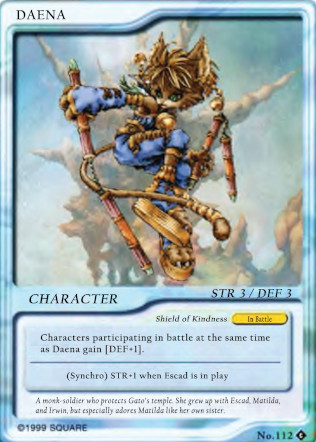 DAENA
CHARACTER
STR 3 / DEF 3
Shield of Kindness
In Battle
Characters participating in battle at the same time
as Daena gain [DEF+1].
(Synchro) STR+1 when Escad is in play
A monk-soldier who protects Gato's temple. She grew up with Escad, Matilda,
and Irwin, but especially adores Matilda like her own sister.
©1999 SQUARE
No.112 C